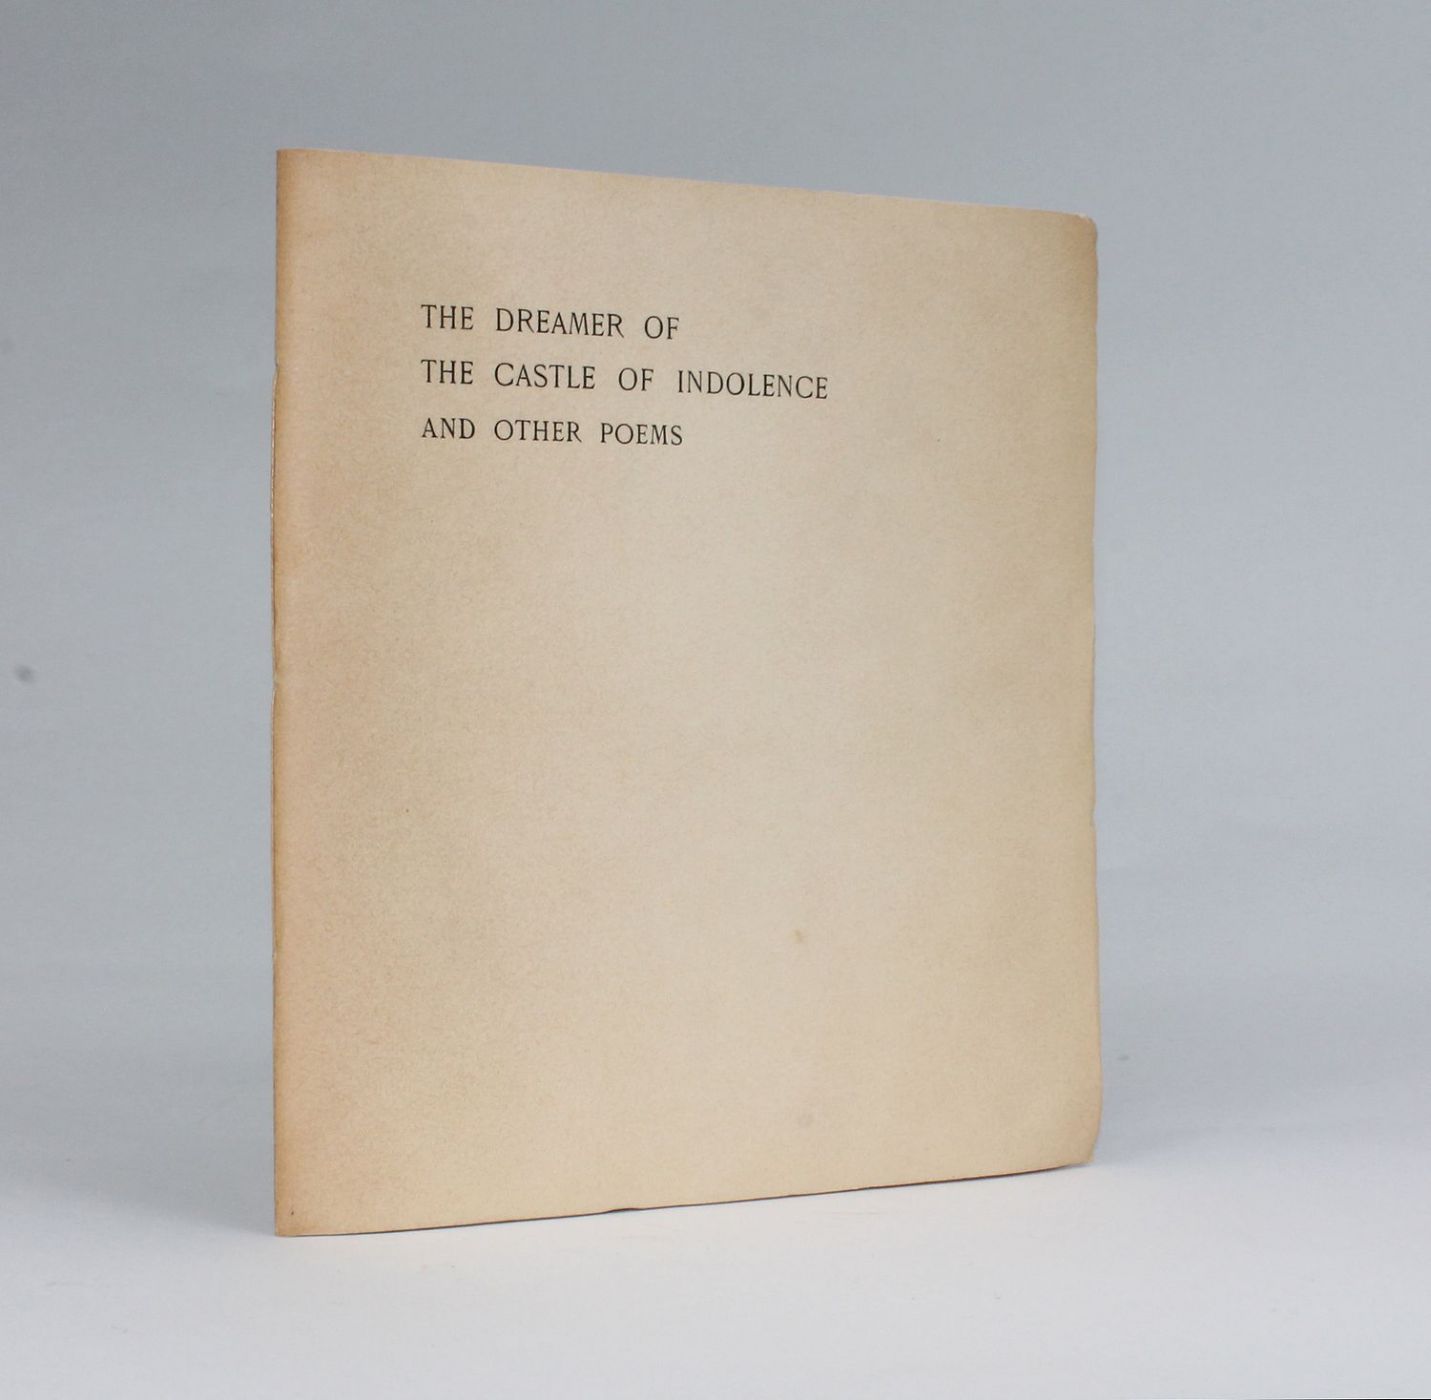 THE DREAMER OF
THE CASTLE OF INDOLENCE
AND OTHER POEMS